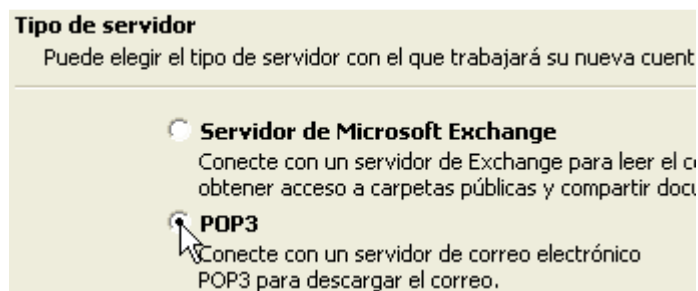 Tipo de servidor
Puede elegir el tipo de servidor con el que trabajará su nueva cuent
Servidor de Microsoft Exchange
Conecte con un servidor de Exchange para leer el c
obtener acceso a carpetas públicas y compartir docu
POP3
Conecte con un servidor de correo electrónico
POP3 para descargar el correo.